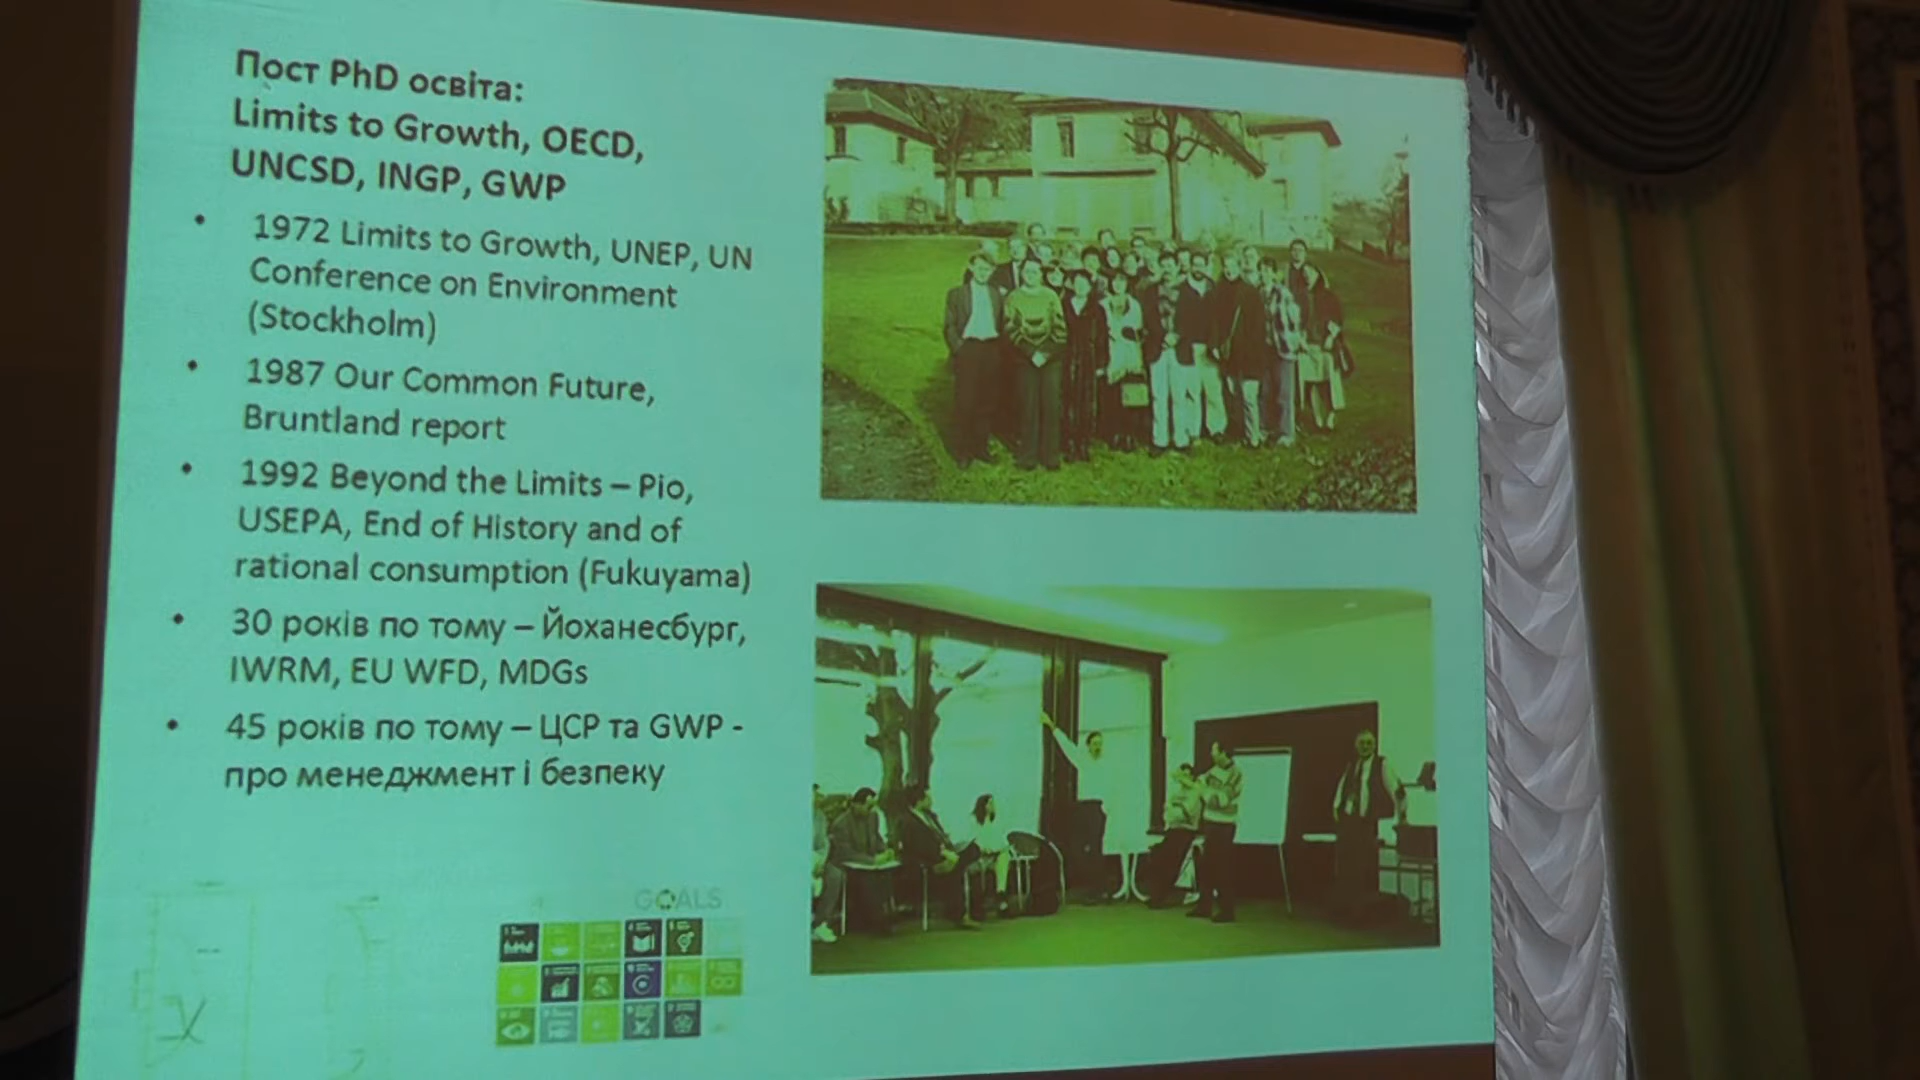 Пост PhD освіта:
Limits to Growth, OECD,
UNCSD, INGP, GWP
• 1972 Limits to Growth, UNEP, UN
Conference on Environment
(Stockholm)
• 1987 Our Common Future,
Bruntland report
• 1992 Beyond the Limits – Pio,
USEPA, End of History and of
rational consumption (Fukuyama)
• 30 років по тому – Йоханесбург,
IWRM, EU WFD, MDGs
• 45 років по тому – ЦСР та GWP -
про менеджмент і безпеку
GOALS